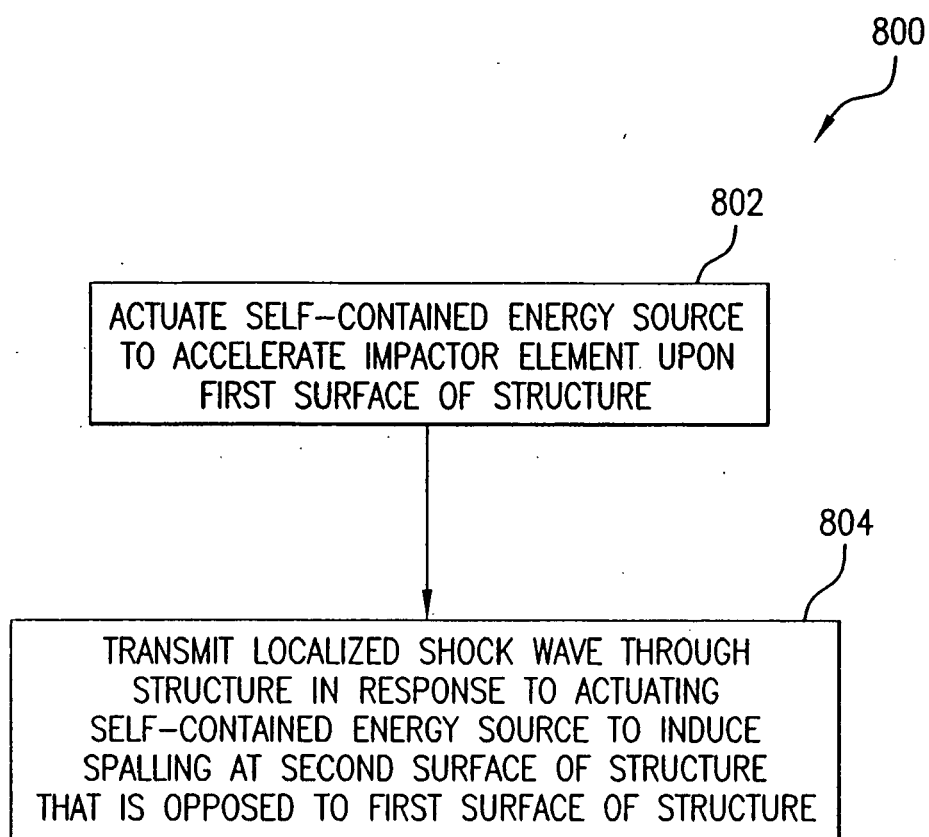 800
802
ACTUATE SELF-CONTAINED ENERGY SOURCE
TO ACCELERATE IMPACTOR ELEMENT UPON
FIRST SURFACE OF STRUCTURE
804
TRANSMIT LOCALIZED SHOCK WAVE THROUGH
STRUCTURE IN RESPONSE TO ACTUATING
SELF-CONTAINED ENERGY SOURCE TO INDUCE
SPALLING AT SECOND SURFACE OF STRUCTURE
THAT IS OPPOSED TO FIRST SURFACE OF STRUCTURE